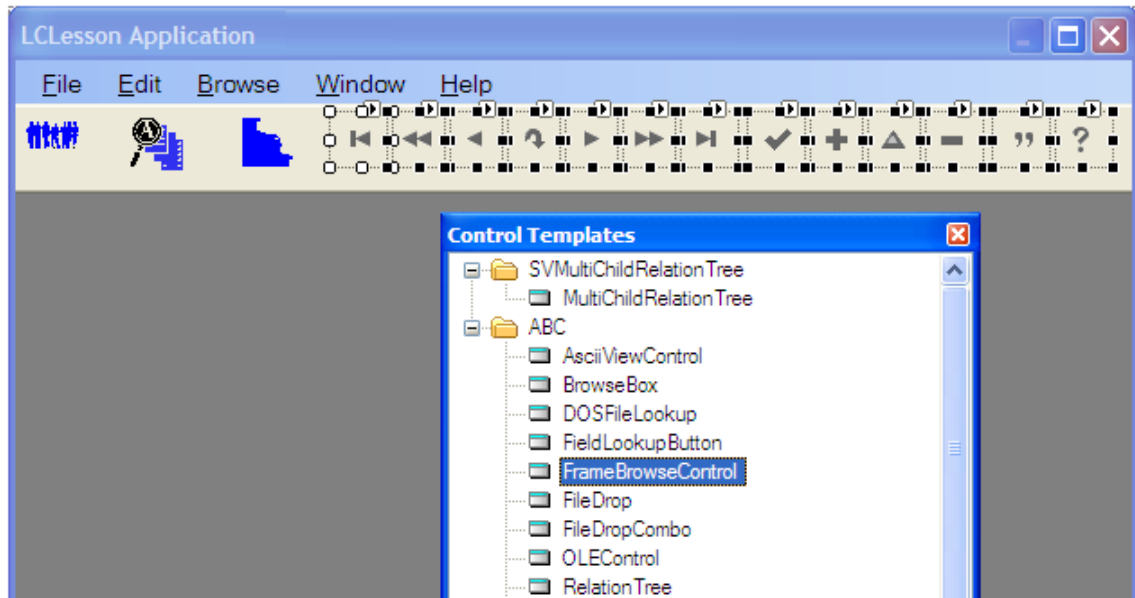 LCLesson Application
File Edit Browse Window Help
Control Templates
SVMultiChildRelationTree
MultiChildRelationTree
ABC
AsciiViewControl
BrowseBox
DOSFileLookup
FieldLookupButton
FrameBrowseControl
FileDrop
FileDropCombo
OLEControl
RelationTree